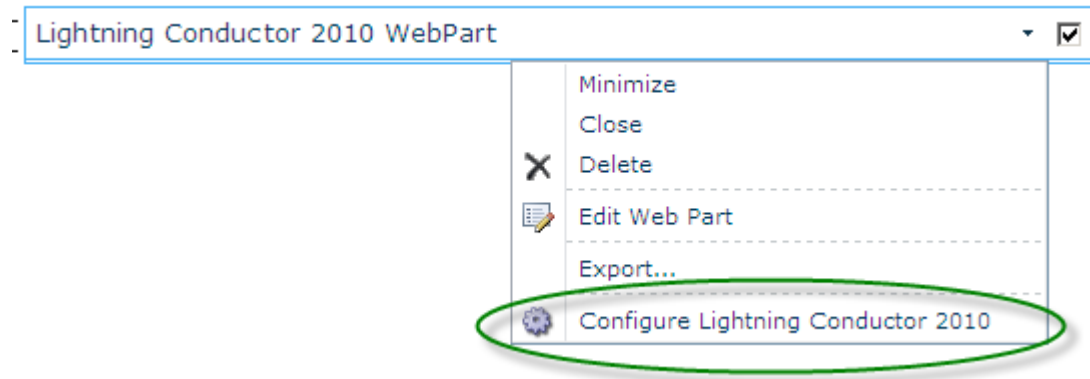 Lightning Conductor 2010 WebPart
Minimize
Close
Delete
Edit Web Part
Export...
Configure Lightning Conductor 2010